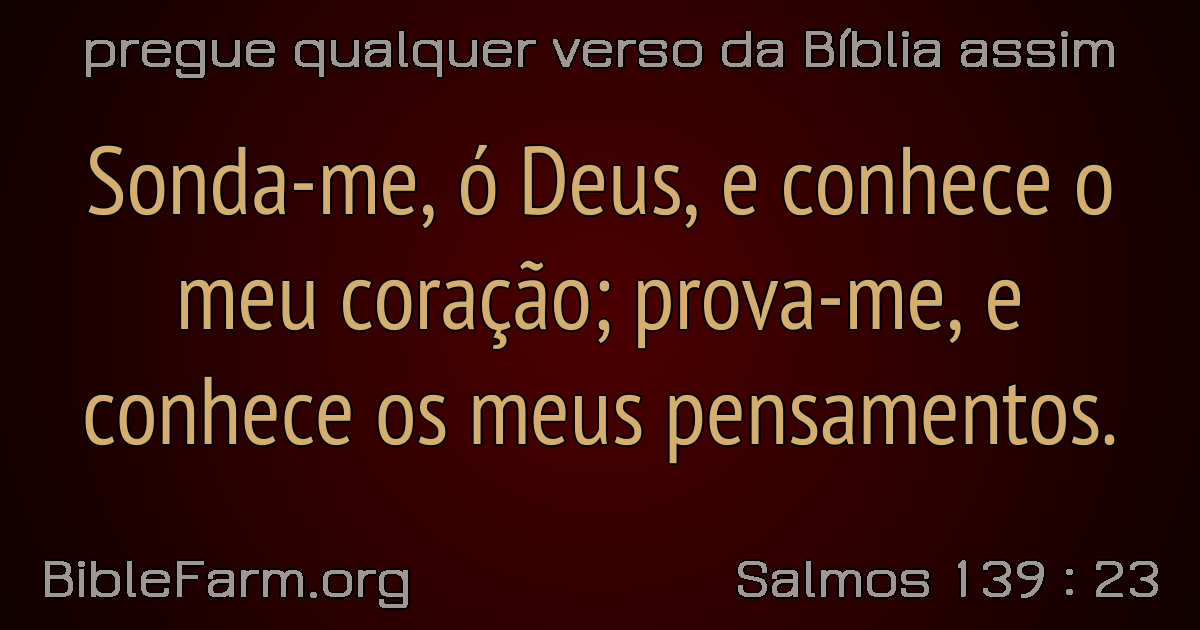 pregue qualquer verso da Bíblia assim
Sonda-me, ó Deus, e conhece o
meu coração; prova-me, e
conhece os meus pensamentos.
BibleFarm.org
Salmos 139 : 23